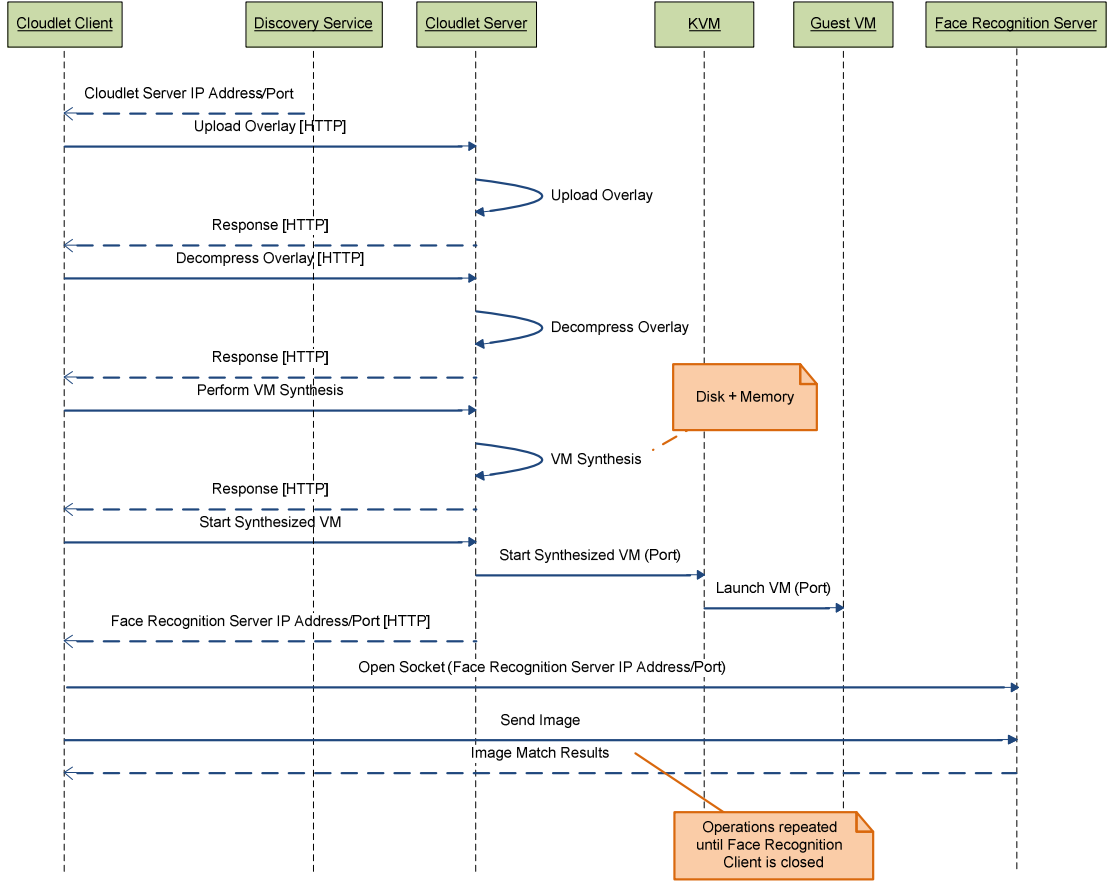 Cloudlet Client
Discovery Service
Cloudlet Server
KVM
Guest VM
Face Recognition Server
Cloudlet Server IP Address/Port
Upload Overlay [HTTP]
Upload Overlay
Response [HTTP]
Decompress Overlay [HTTP]
Decompress Overlay
Response [HTTP]
Perform VM Synthesis
Disk + Memory
VM Synthesis
Response [HTTP]
Start Synthesized VM
Start Synthesized VM (Port)
Launch VM (Port)
Face Recognition Server IP Address/Port [HTTP]
Open Socket (Face Recognition Server IP Address/Port)
Send Image
Image Match Results
Operations repeated
until Face Recognition
Client is closed